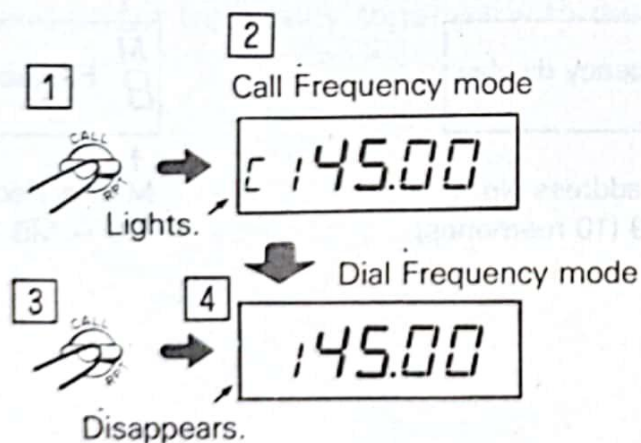 2
1
Call Frequency mode
CALL
RPT
C 145.00
Lights.
Dial Frequency mode
3
4
CALL
RPT
145.00
Disappears.